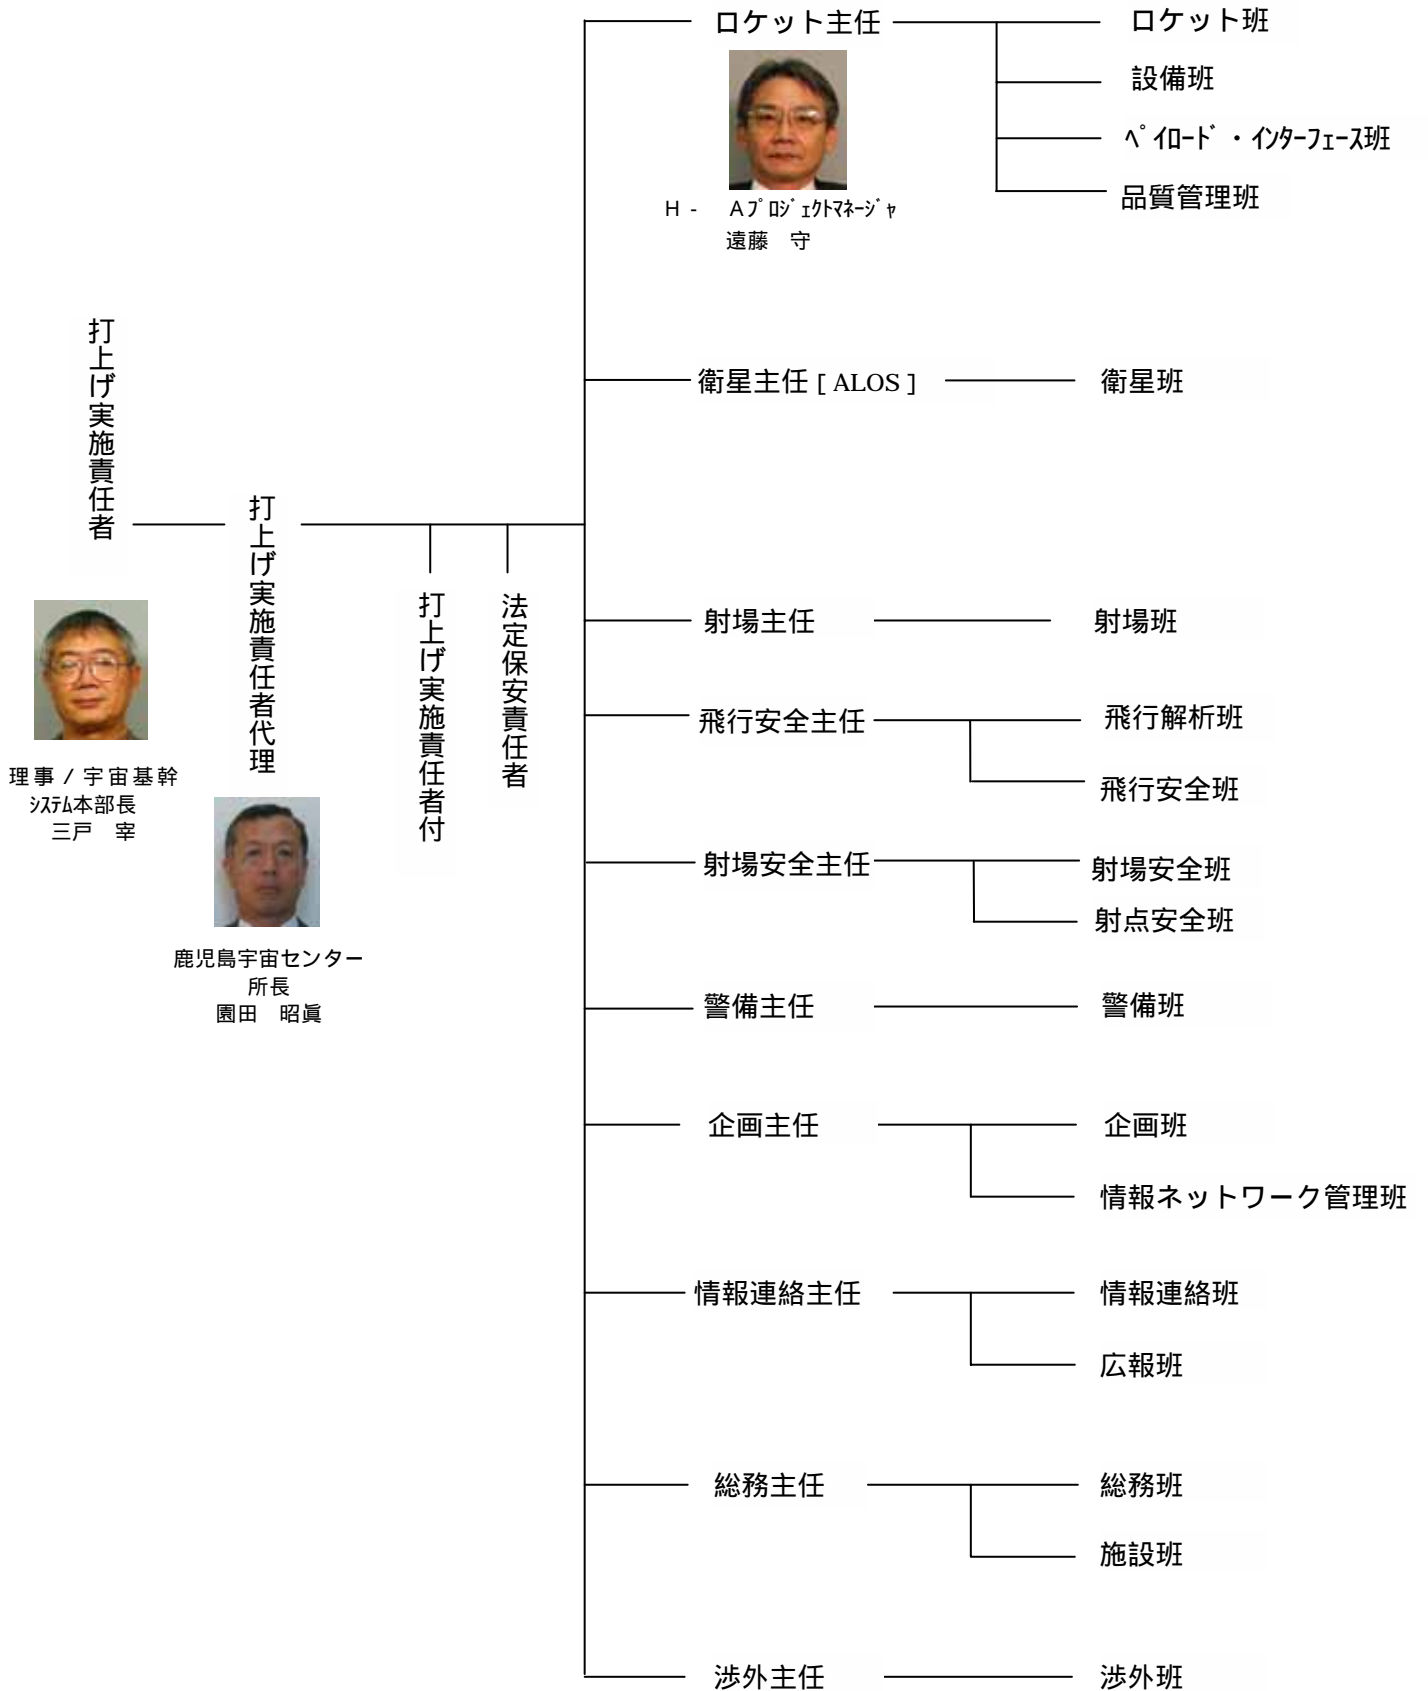 打上げ実施責任者
理事 / 宇宙基幹
ｼｽﾃﾑ本部長
三戸　宰
打上げ実施責任者代理
鹿児島宇宙センター
所長
園田　昭眞
打上げ実施責任者付
法定保安責任者
ロケット主任
H -　Aﾌﾟﾛｼﾞｪｸﾄﾏﾈｰｼﾞｬ
遠藤　守
ロケット班
設備班
ﾍﾟｲﾛｰﾄﾞ・ｲﾝﾀｰﾌｪｰｽ班
品質管理班
衛星主任 [ ALOS ]
衛星班
射場主任
射場班
飛行安全主任
飛行解析班
飛行安全班
射場安全主任
射場安全班
射点安全班
警備主任
警備班
企画主任
企画班
情報ネットワーク管理班
情報連絡主任
情報連絡班
広報班
総務主任
総務班
施設班
渉外主任
渉外班